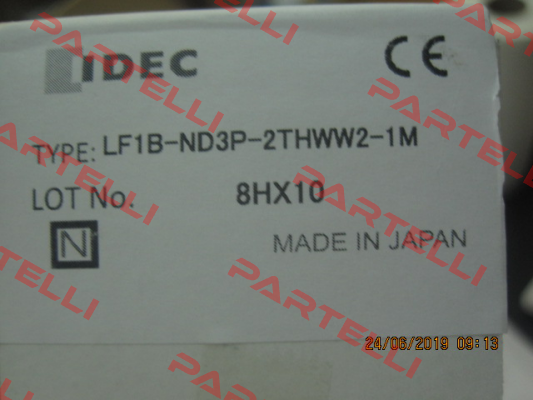 IDEC CE
TYPE: LF1B-ND3P-2THWW2-1M
LOT No. 8HX10
N MADE IN JAPAN
24/06/2019 09:13
PARTELLI
PARTELLI
PARTELLI
PARTELLI
PARTELLI
PARTELLI
PARTELLI